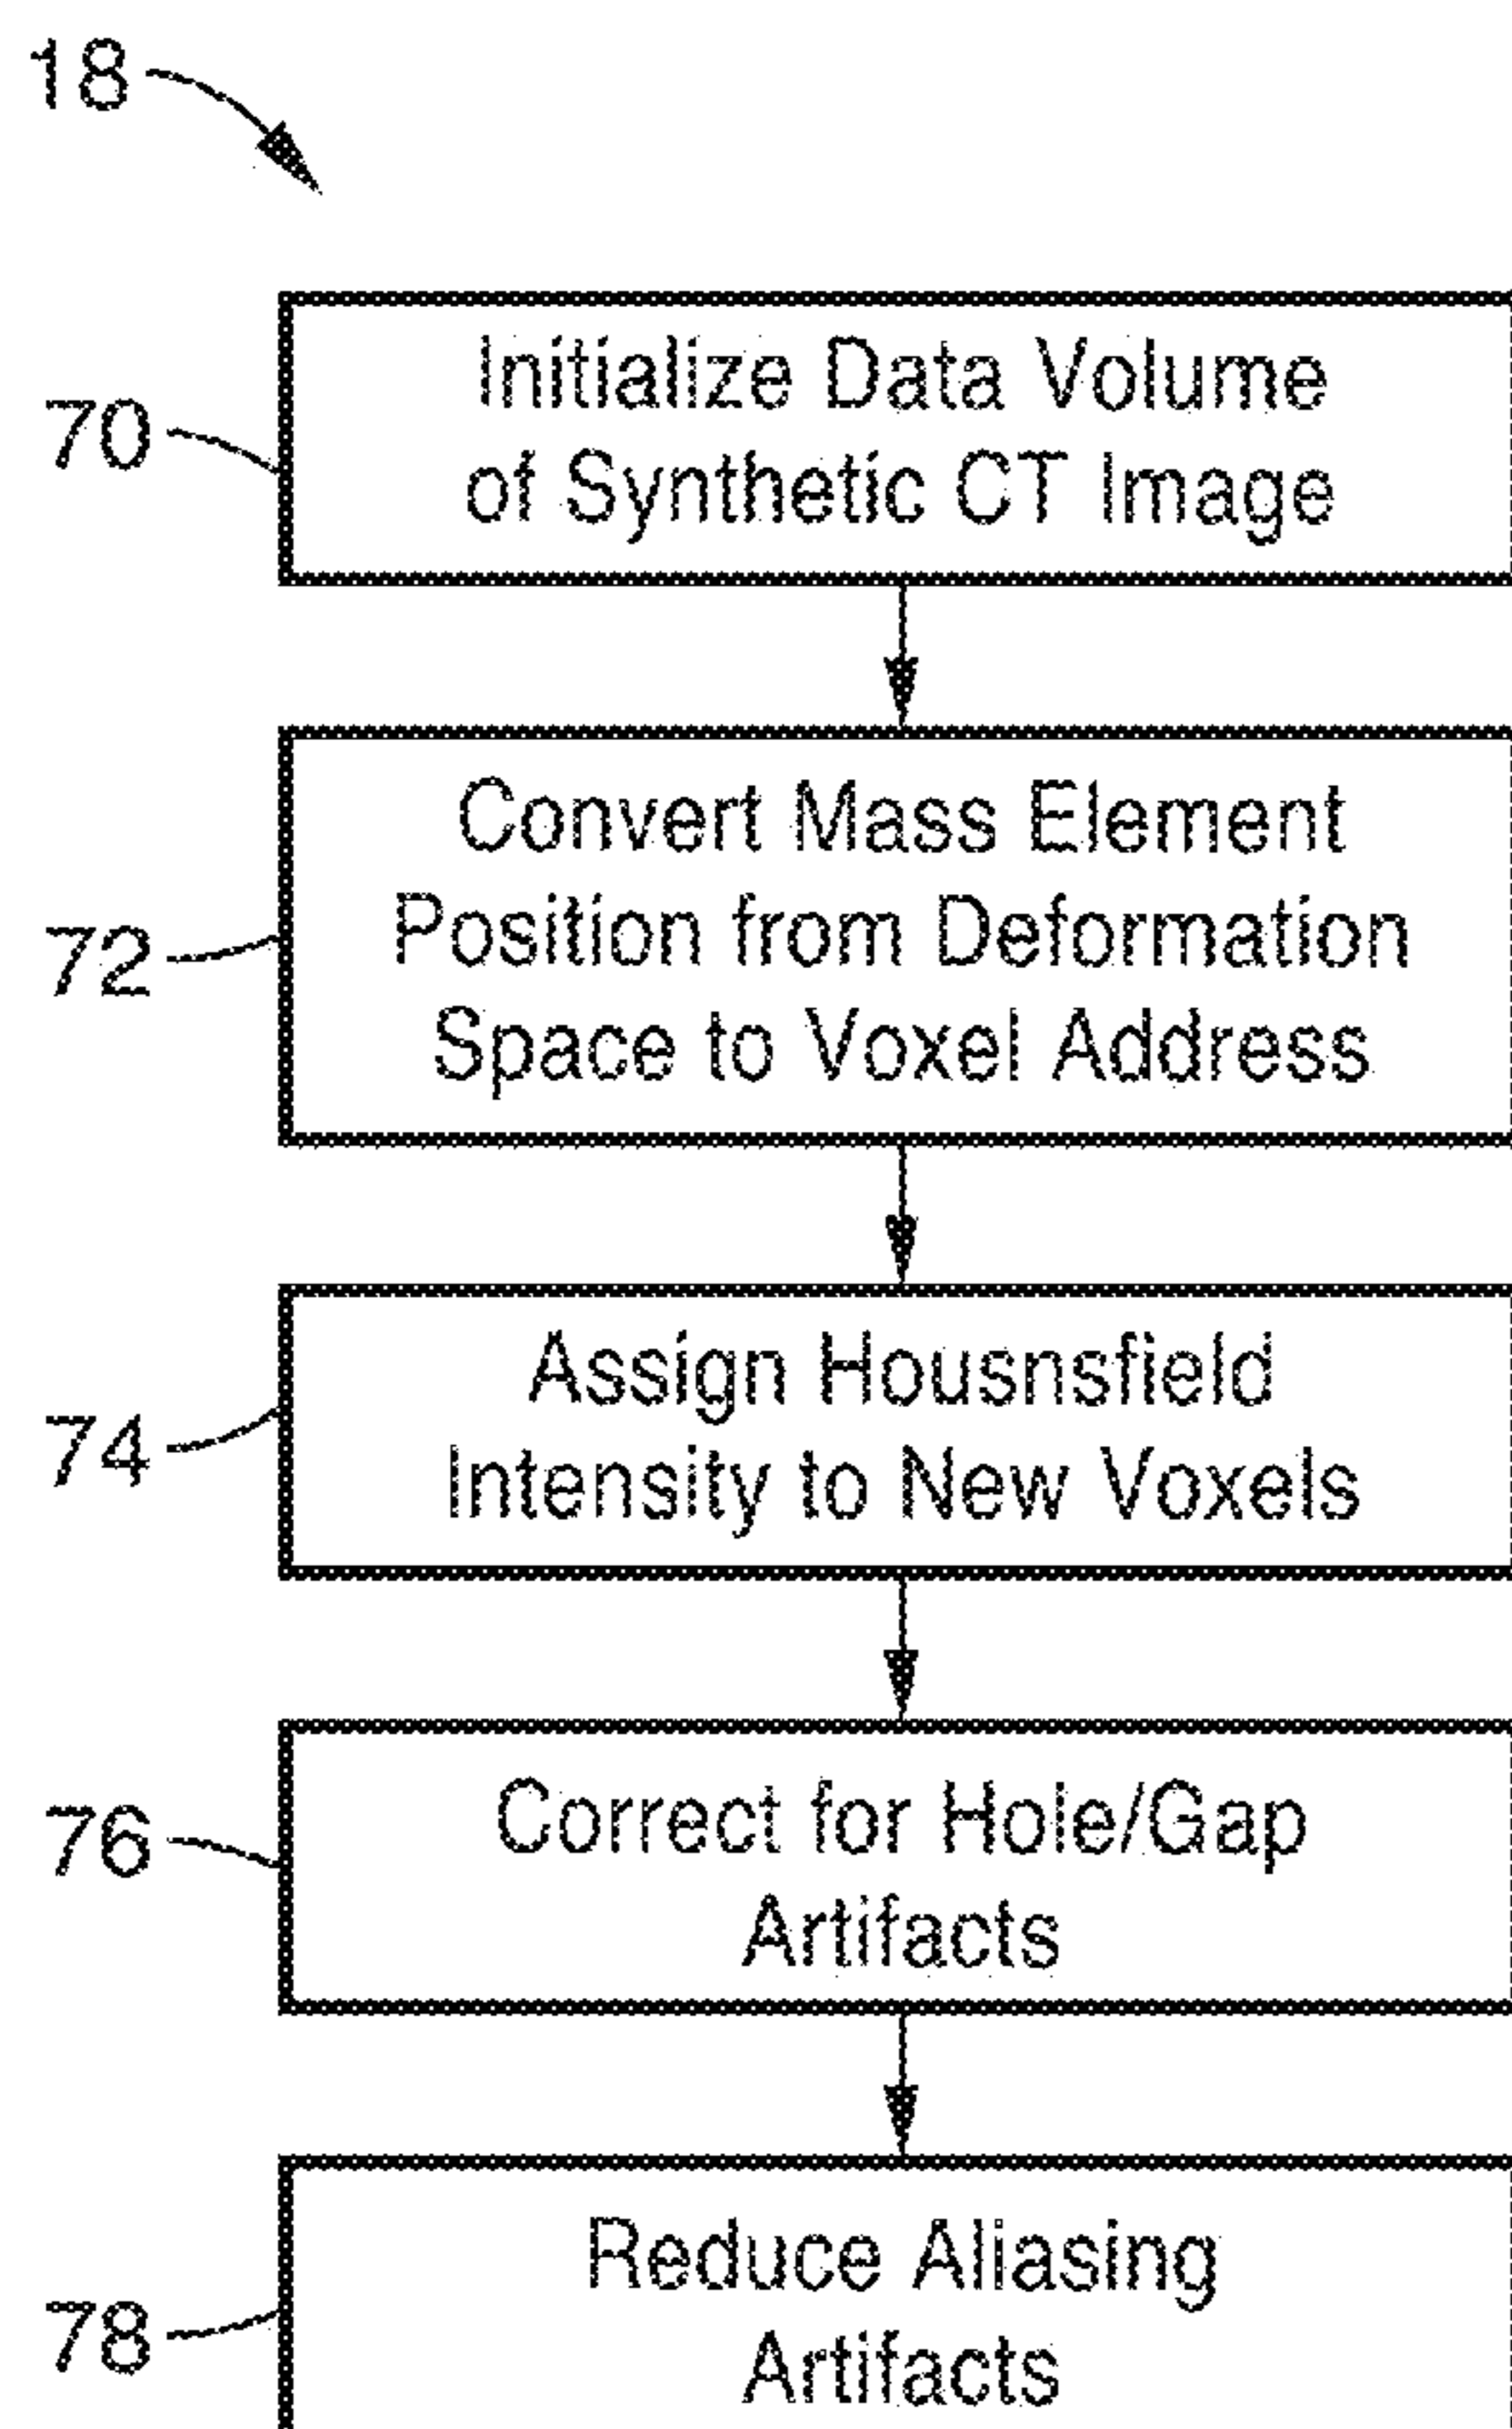 18
70
Initialize Data Volume
of Synthetic CT Image
72
Convert Mass Element
Position from Deformation
Space to Voxel Address
74
Assign Housnsfield
Intensity to New Voxels
76
Correct for Hole/Gap
Artifacts
78
Reduce Aliasing
Artifacts